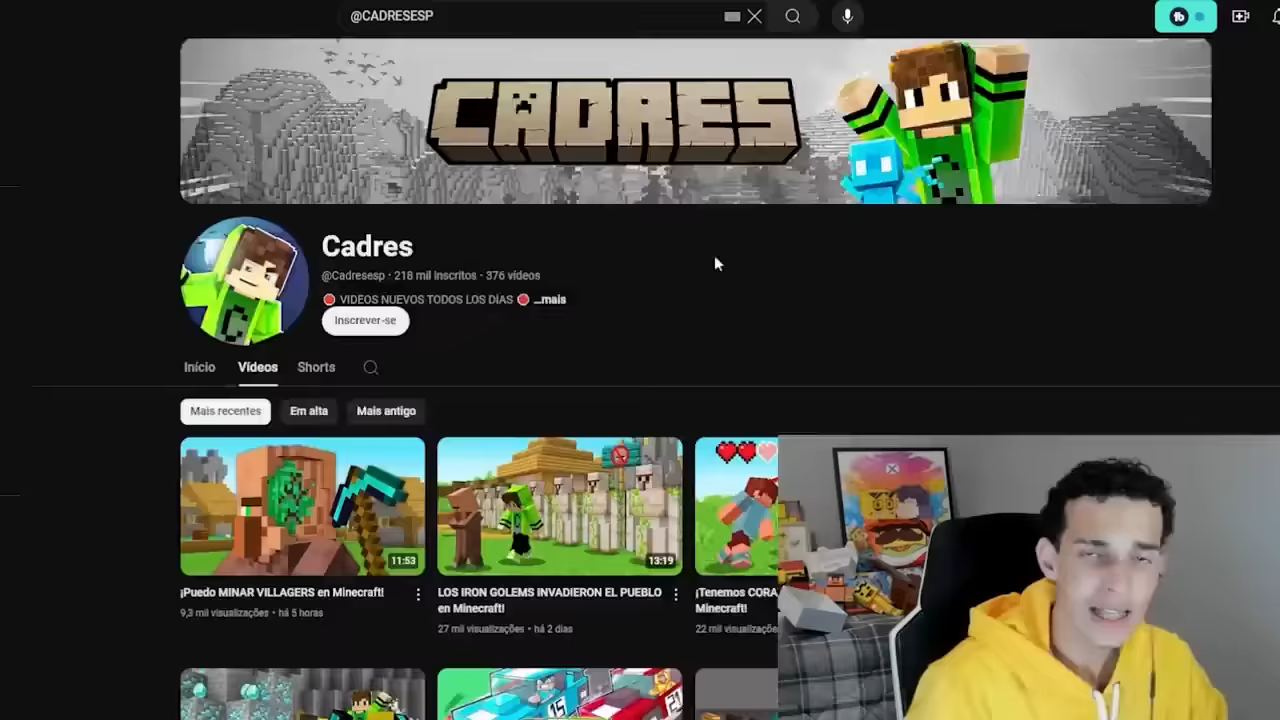 @CADRESESP
CADRES
Cadres
@Cadresesp · 218 mil inscritos · 376 vídeos
VIDEOS NUEVOS TODOS LOS DÍAS ...mais
Inscrever-se
Início Vídeos Shorts
Mais recentes Em alta Mais antigo
11:53
13:19
¡Puedo MINAR VILLAGERS en Minecraft!
9,3 mil visualizações • há 5 horas
LOS IRON GOLEMS INVADIERON EL PUEBLO
en Minecraft!
27 mil visualizações • há 2 dias
¡Tenemos CORA
Minecraft!
22 mil visualizações
15
21